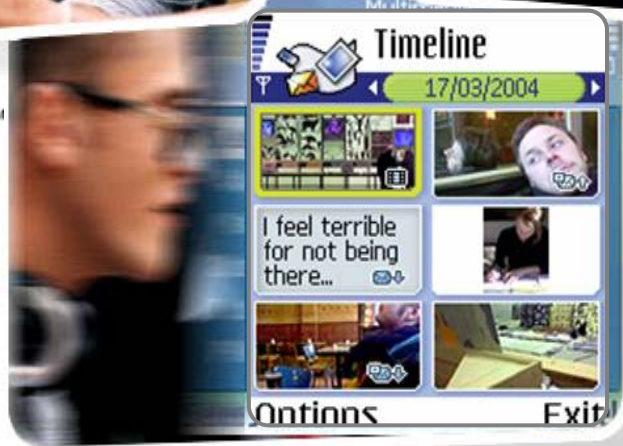 Timeline
17/03/2004
I feel terrible
for not being
there...
Options
Exit